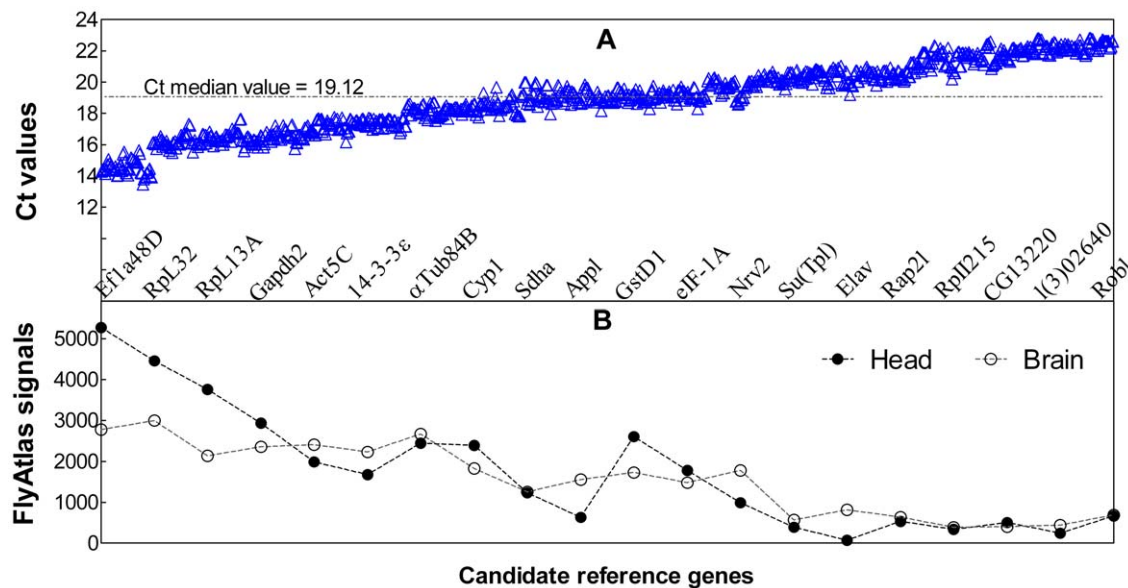 A
Ct values
24
22
20
18
16
14
12
Ct median value = 19.12
Ef1a48D
RpL32
RpL13A
Gapdh2
Act5C
14-3-3ε
αTub84B
Cyp1
Sdha
Appl
GstD1
eIF-1A
Nrv2
Su(Tpl)
Elav
Rap2l
RpII215
CG13220
l(3)02640
Robl
B
FlyAtlas signals
5000
4000
3000
2000
1000
0
Head
Brain
Candidate reference genes